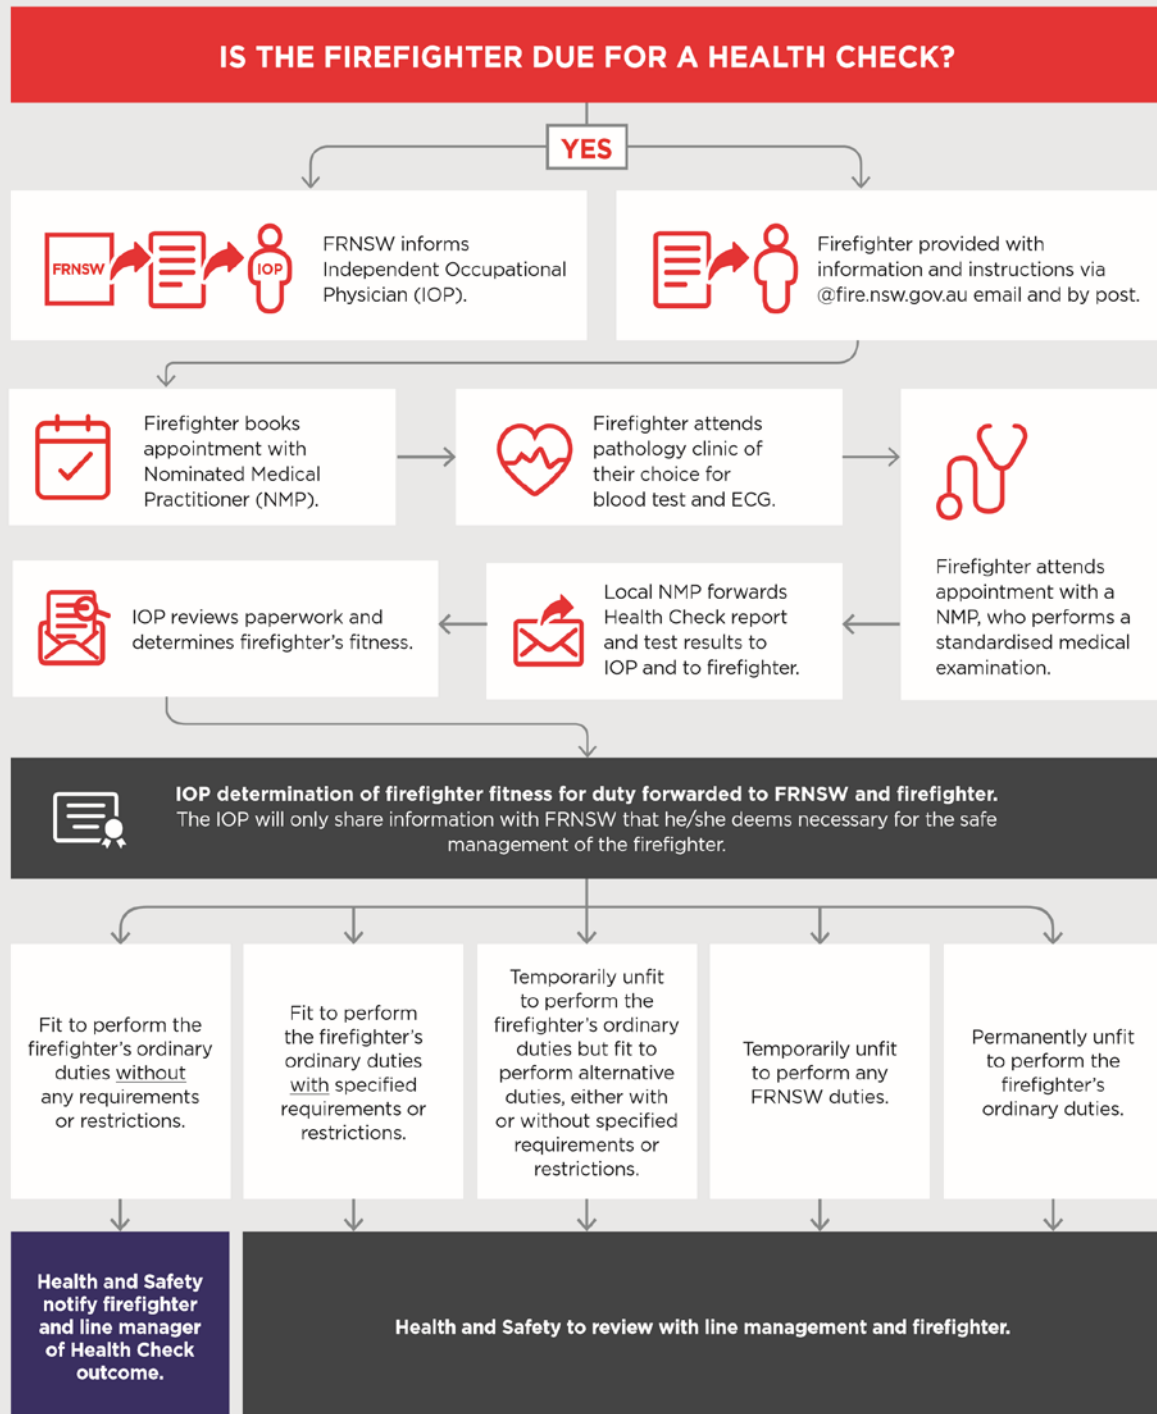 IS THE FIREFIGHTER DUE FOR A HEALTH CHECK?
YES
FRNSW
IOP
FRNSW informs
Independent Occupational
Physician (IOP).
Firefighter provided with
information and instructions via
@fire.nsw.gov.au email and by post.
Firefighter books
appointment with
Nominated Medical
Practitioner (NMP).
Firefighter attends
pathology clinic of
their choice for
blood test and ECG.
Firefighter attends
appointment with a
NMP, who performs a
standardised medical
examination.
Local NMP forwards
Health Check report
and test results to
IOP and to firefighter.
IOP reviews paperwork and
determines firefighter's fitness.
IOP determination of firefighter fitness for duty forwarded to FRNSW and firefighter.
The IOP will only share information with FRNSW that he/she deems necessary for the safe
management of the firefighter.
Fit to perform the
firefighter's ordinary
duties without
any requirements
or restrictions.
Fit to perform
the firefighter's
ordinary duties
with specified
requirements or
restrictions.
Temporarily unfit
to perform the
firefighter's ordinary
duties but fit to
perform alternative
duties, either with
or without specified
requirements or
restrictions.
Temporarily unfit
to perform any
FRNSW duties.
Permanently unfit
to perform the
firefighter's
ordinary duties.
Health and Safety
notify firefighter
and line manager
of Health Check
outcome.
Health and Safety to review with line management and firefighter.